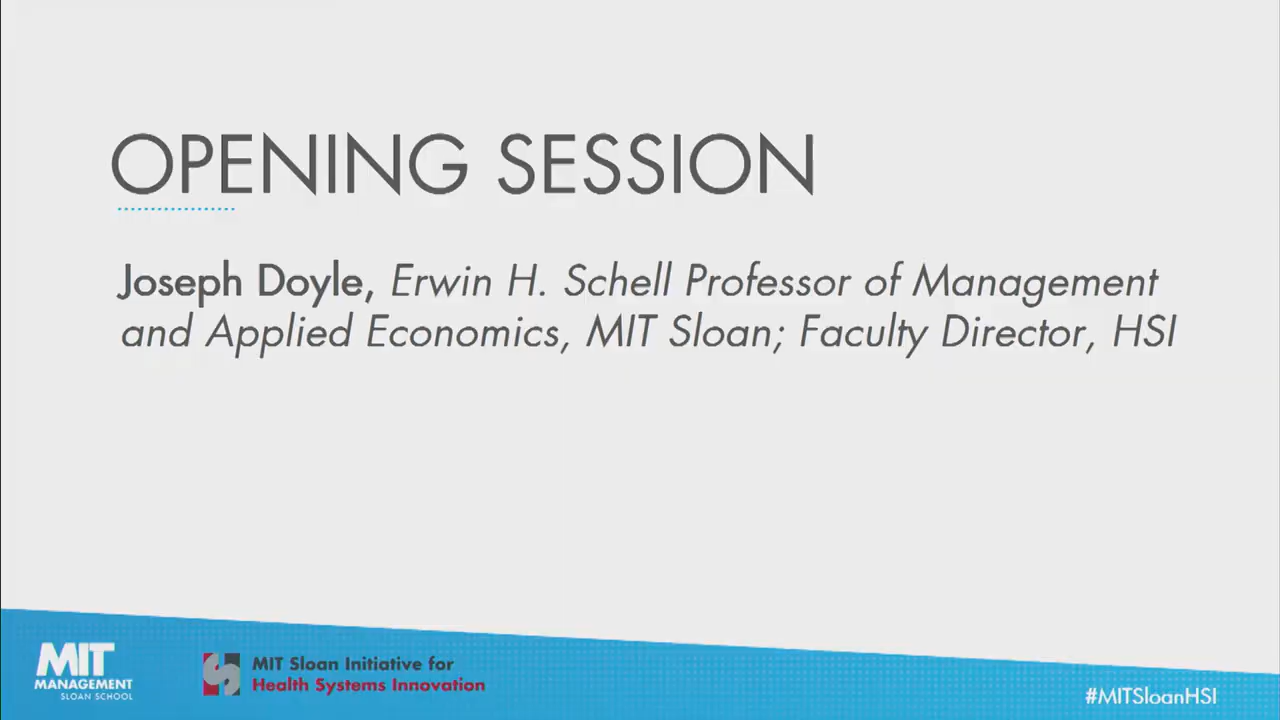 OPENING SESSION
Joseph Doyle, Erwin H. Schell Professor of Management
and Applied Economics, MIT Sloan; Faculty Director, HSI
MIT
MANAGEMENT
SLOAN SCHOOL
MIT Sloan Initiative for
Health Systems Innovation
#MITSloanHSI